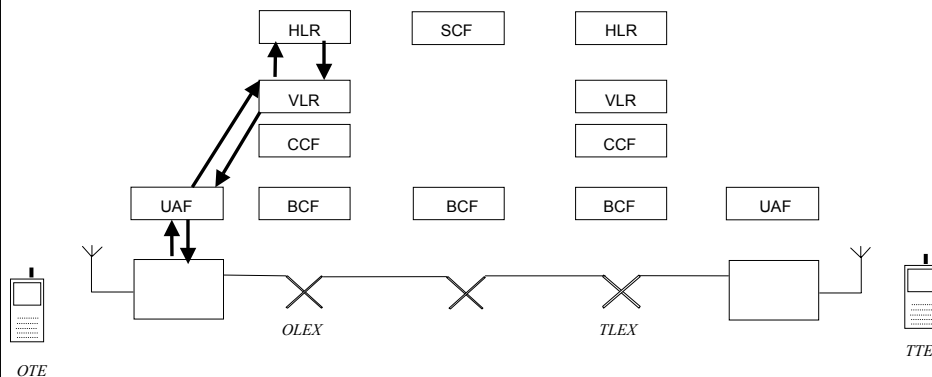 HLR SCF HLR
VLR VLR
CCF CCF
UAF BCF BCF BCF UAF
OLEX TLEX
TTE
OTE